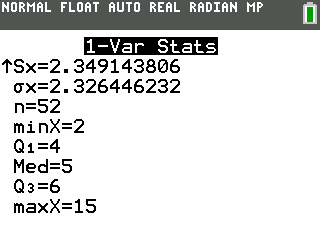 NORMAL FLOAT AUTO REAL RADIAN MP
1-Var Stats
↑Sx=2.349143806
σx=2.326446232
n=52
minX=2
Q₁=4
Med=5
Q₃=6
maxX=15